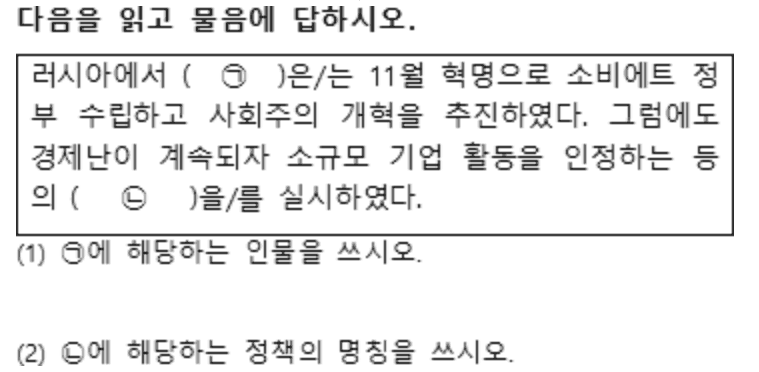 다음을 읽고 물음에 답하시오.
러시아에서 ( ㉠ )은/는 11월 혁명으로 소비에트 정
부 수립하고 사회주의 개혁을 추진하였다. 그럼에도
경제난이 계속되자 소규모 기업 활동을 인정하는 등
의 ( ㉡ )을/를 실시하였다.
(1) ㉠에 해당하는 인물을 쓰시오.
(2) ㉡에 해당하는 정책의 명칭을 쓰시오.